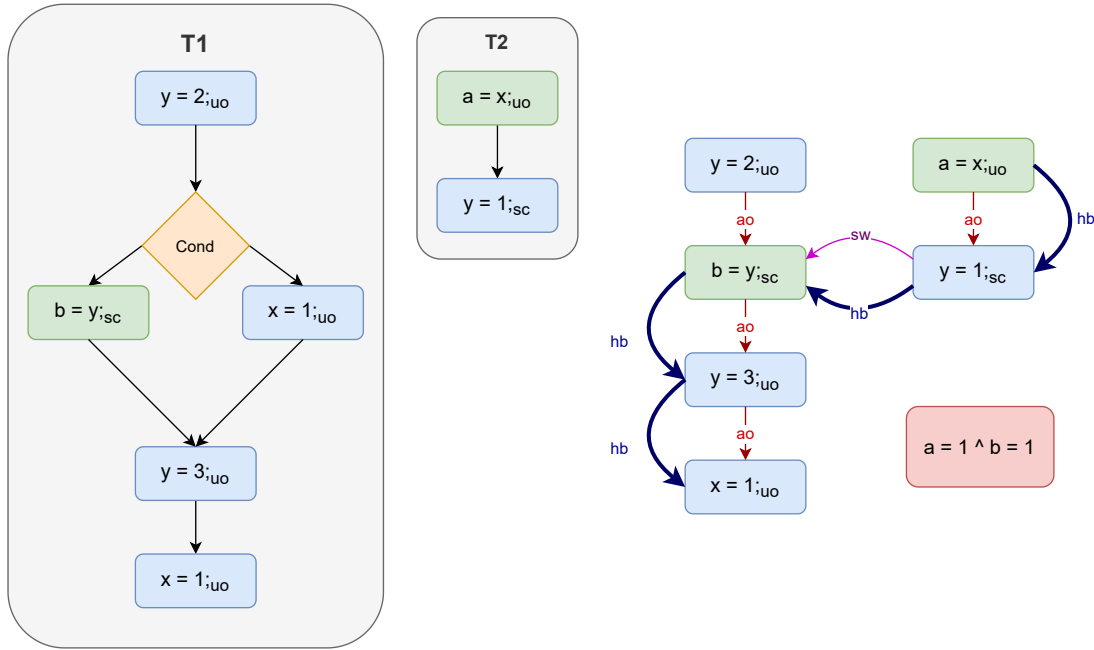 T1
y = 2;uo
Cond
b = y;sc
x = 1;uo
y = 3;uo
x = 1;uo
T2
a = x;uo
y = 1;sc
y = 2;uo
a = x;uo
ao
ao
hb
sw
b = y;sc
y = 1;sc
hb
ao
hb
y = 3;uo
ao
hb
x = 1;uo
a = 1 ^ b = 1